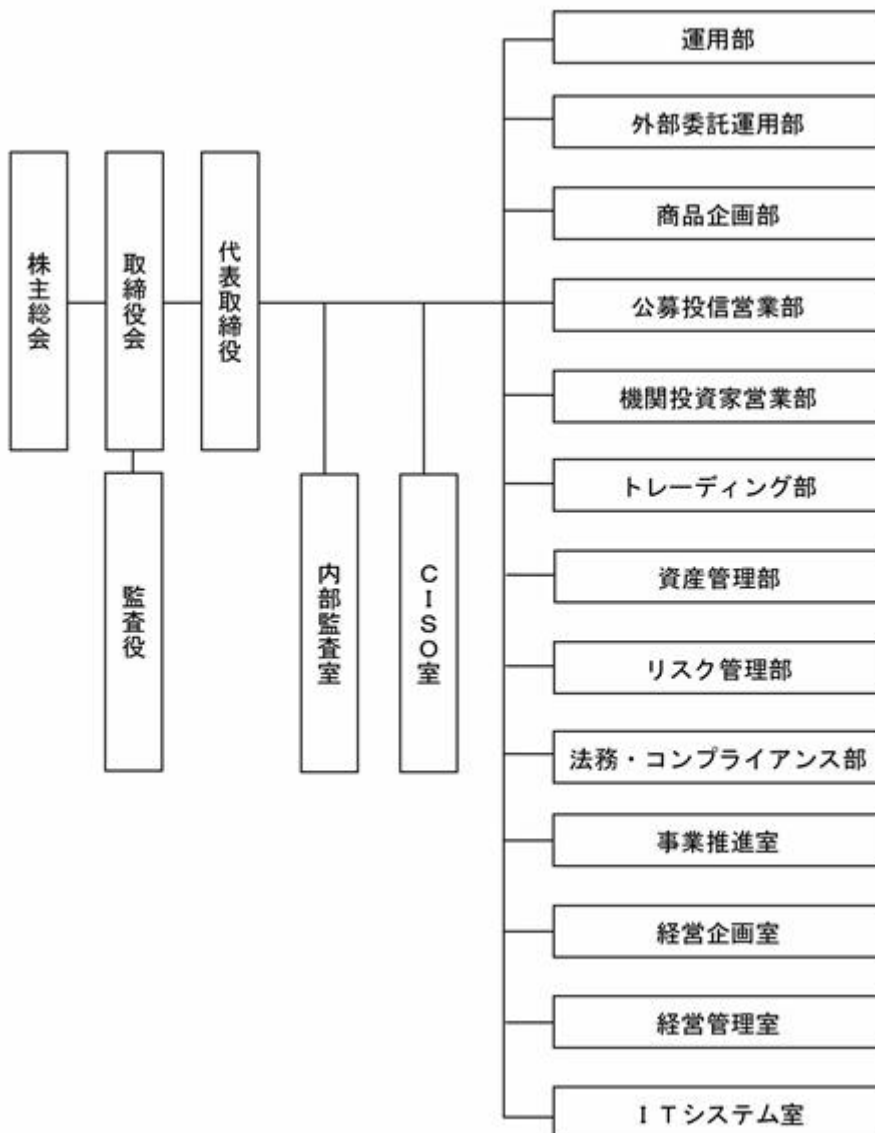 株主総会
取締役会
代表取締役
監査役
内部監査室
CISO室
運用部
外部委託運用部
商品企画部
公募投信営業部
機関投資家営業部
トレーディング部
資産管理部
リスク管理部
法務・コンプライアンス部
事業推進室
経営企画室
経営管理室
ITシステム室